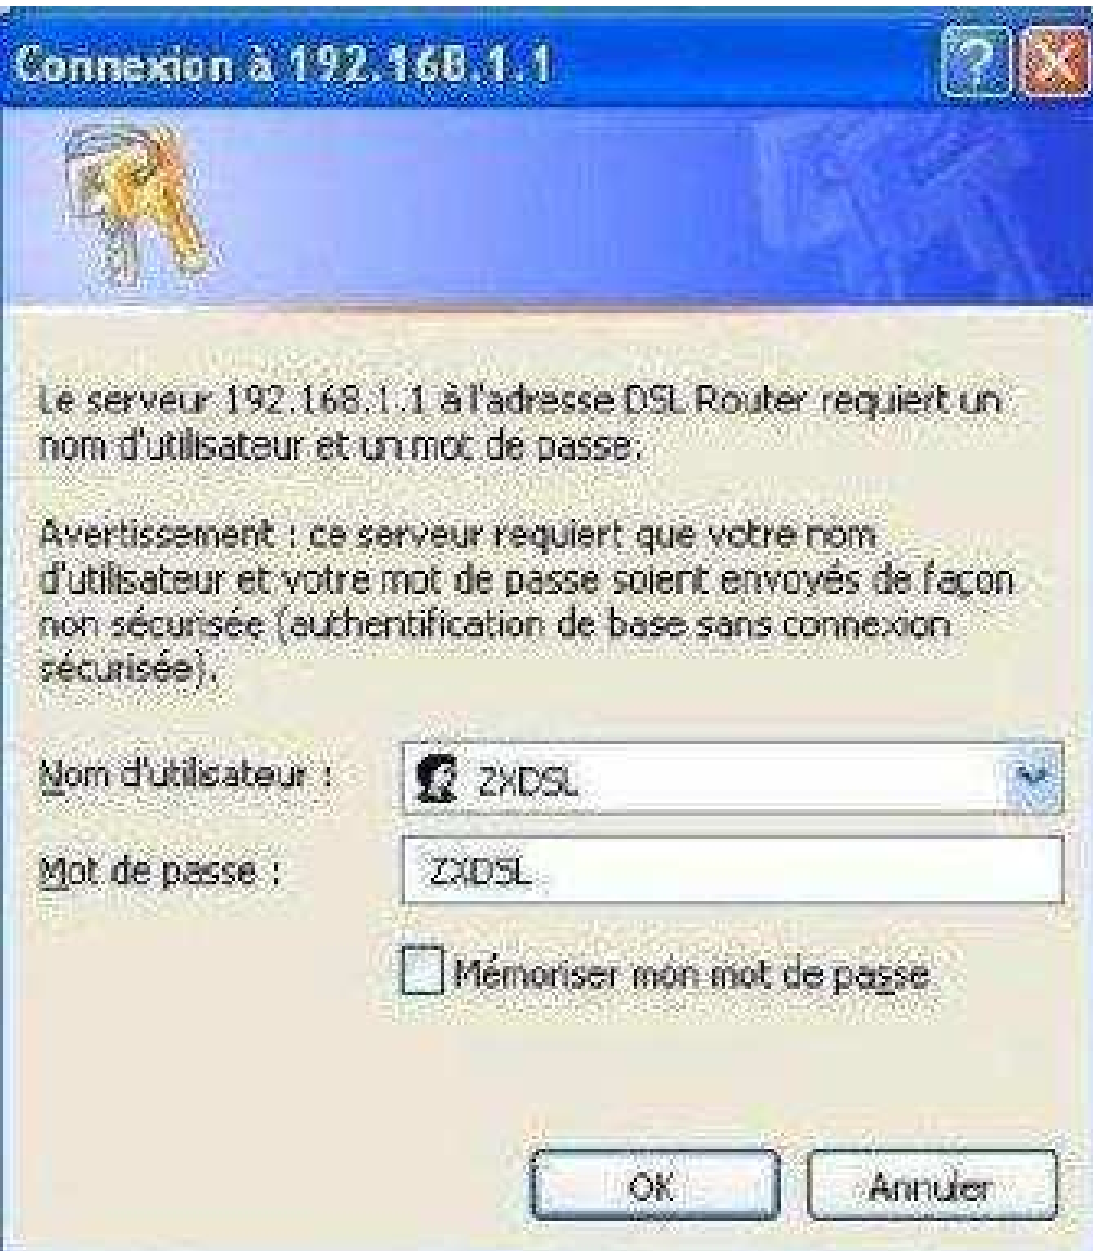 Connexion à 192.168.1.1
Le serveur 192.168.1.1 à l'adresse DSL Router requiert un
nom d'utilisateur et un mot de passe.
Avertissement : ce serveur requiert que votre nom
d'utilisateur et votre mot de passe soient envoyés de façon
non sécurisée (authentification de base sans connexion
sécurisée).
Nom d'utilisateur :
ZXDSL
Mot de passe :
ZXDSL
Mémoriser mon mot de passe
OK
Annuler